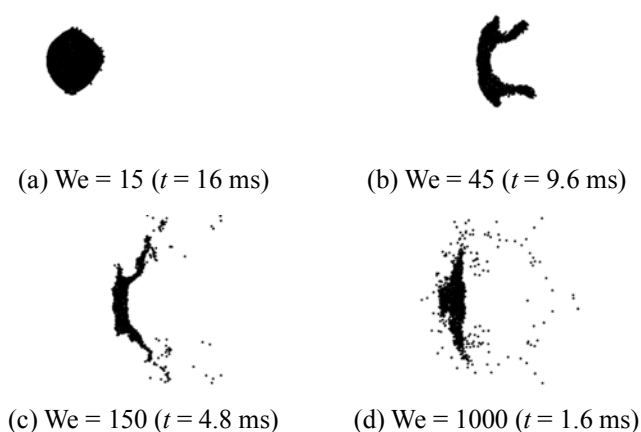 (a) We = 15 (t = 16 ms)
(b) We = 45 (t = 9.6 ms)
(c) We = 150 (t = 4.8 ms)
(d) We = 1000 (t = 1.6 ms)